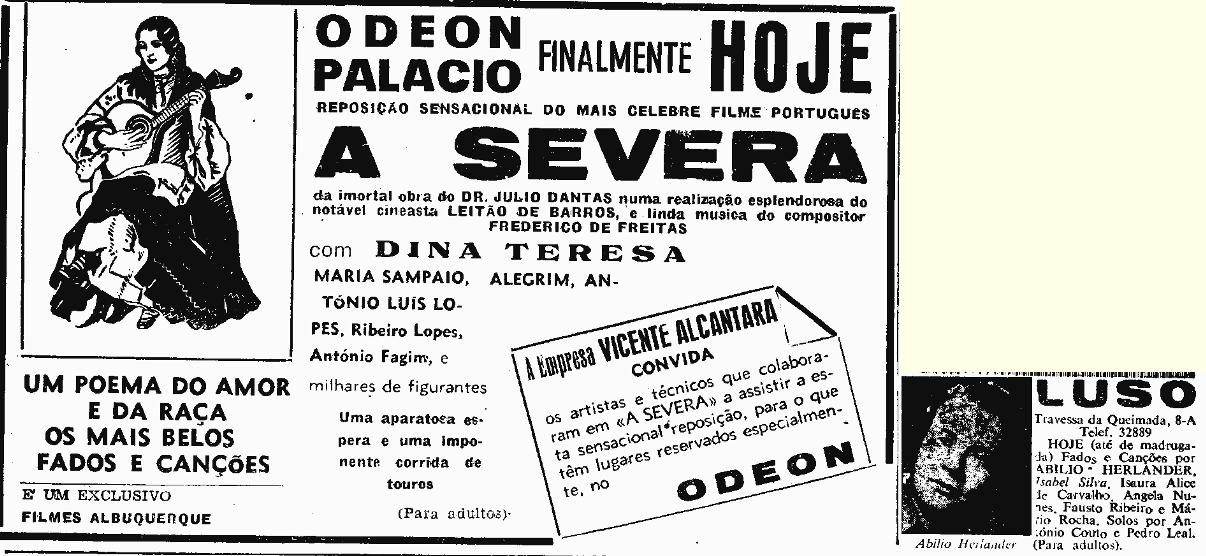 ODEON
PALACIO
FINALMENTE HOJE
REPOSIÇÃO SENSACIONAL DO MAIS CELEBRE FILME PORTUGUÊS
A SEVERA
da imortal obra do DR. JULIO DANTAS numa realização esplendorosa do
notável cineasta LEITÃO DE BARROS, e linda musica do compositor
FREDERICO DE FREITAS
com DINA TERESA
MARIA SAMPAIO, ALEGRIM, AN-
TÓNIO LUIS LO-
PES, Ribeiro Lopes,
António Fagim, e
milhares de figurantes
Uma aparatosa es-
pera e uma impo-
nente corrida de
touros
(Para adultos)
A Empresa VICENTE ALCANTARA
CONVIDA
os artistas e técnicos que colabora-
ram em «A SEVERA» a assistir a es-
ta sensacional reposição, para o que
têm lugares reservados especialmen-
te, no ODEON
UM POEMA DO AMOR
E DA RAÇA
OS MAIS BELOS
FADOS E CANÇÕES
E' UM EXCLUSIVO
FILMES ALBUQUERQUE
LUSO
Travessa da Queimada, 8-A
Telef. 32889
HOJE (até de madruga-
da) Fados e Canções por
ABILIO - HERLANDER,
Isabel Silva, Isaura Alice
de Carvalho, Angela Nu-
nes, Fausto Ribeiro e Má-
rio Rocha. Solos por An-
tónio Couto e Pedro Leal.
(Para adultos).
Abílio Herlander